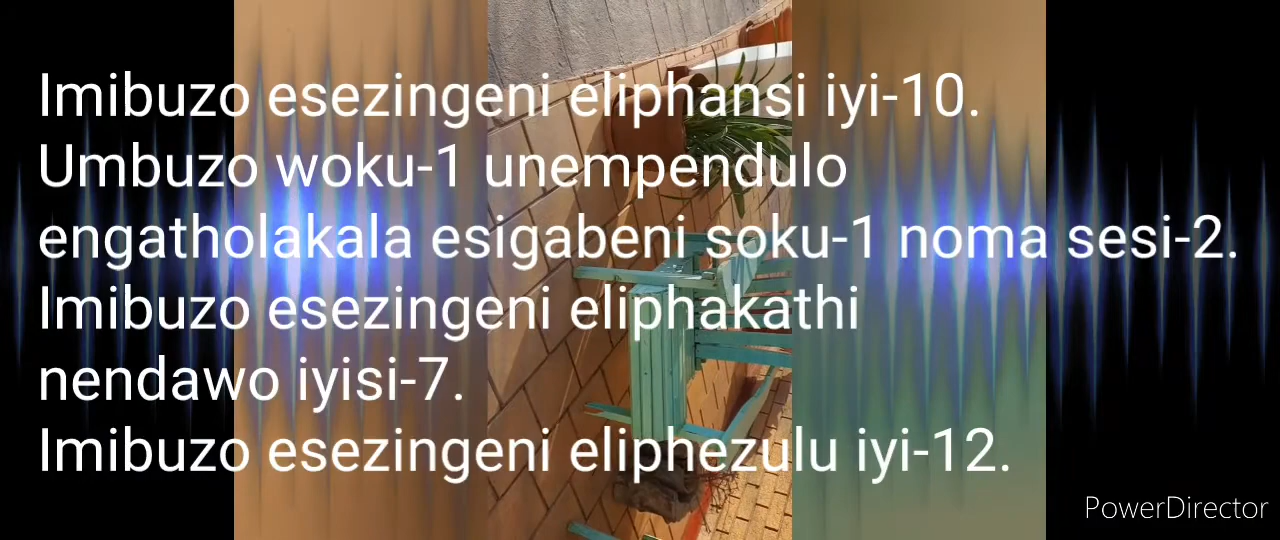 Imibuzo esezingeni eliphansi iyi-10.
Umbuzo woku-1 unempendulo
engatholakala esigabeni soku-1 noma sesi-2.
Imibuzo esezingeni eliphakathi
nendawo iyisi-7.
Imibuzo esezingeni eliphezulu iyi-12.
PowerDirector